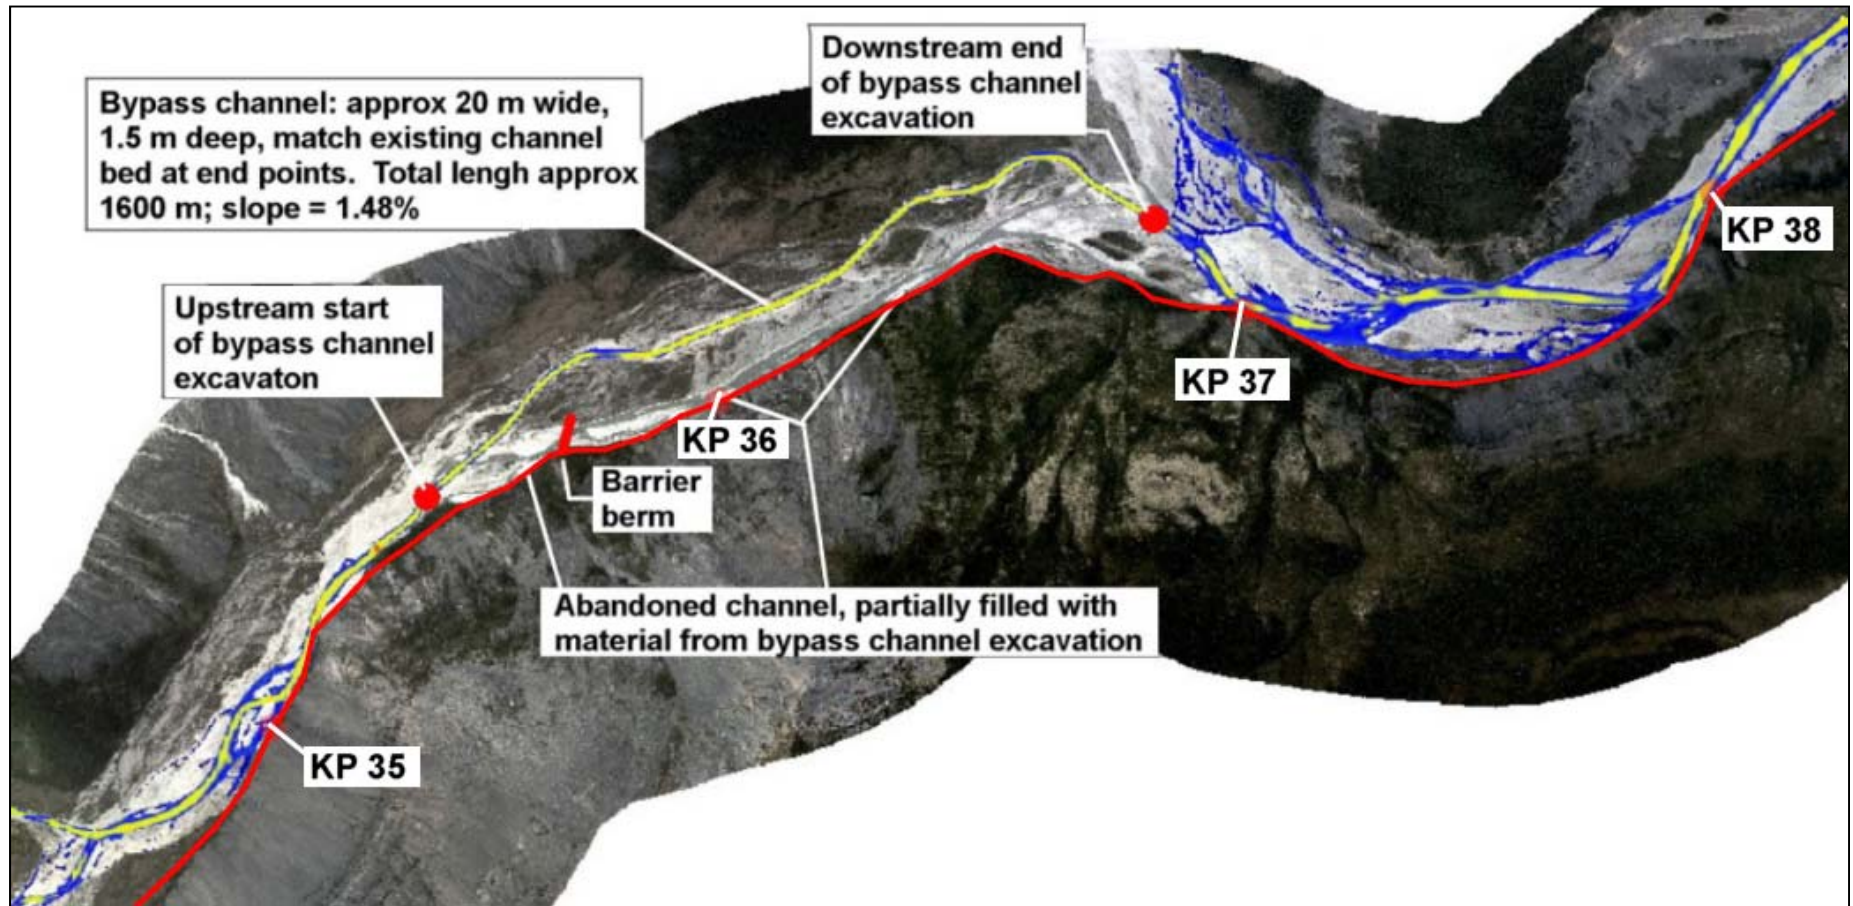 Downstream end
of bypass channel
excavation
Bypass channel: approx 20 m wide,
1.5 m deep, match existing channel
bed at end points.  Total lengh approx
1600 m; slope = 1.48%
Upstream start
of bypass channel
excavaton
KP 38
KP 37
KP 36
Barrier
berm
Abandoned channel, partially filled with
material from bypass channel excavation
KP 35